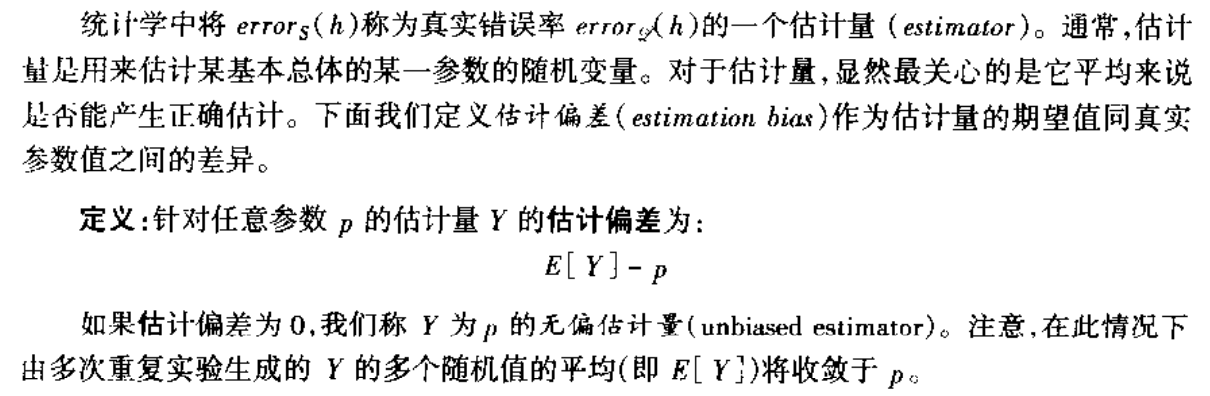 统计学中将 errorS(h)称为真实错误率 error𝒟(h)的一个估计量 (estimator)。通常,估计
量是用来估计某基本总体的某一参数的随机变量。对于估计量,显然最关心的是它平均来说
是否能产生正确估计。下面我们定义估计偏差(estimation bias)作为估计量的期望值同真实
参数值之间的差异。
定义:针对任意参数 p 的估计量 Y 的估计偏差为:
E[ Y ] - p
如果估计偏差为 0,我们称 Y 为 p 的无偏估计量(unbiased estimator)。注意,在此情况下
由多次重复实验生成的 Y 的多个随机值的平均(即 E[ Y ])将收敛于 p。